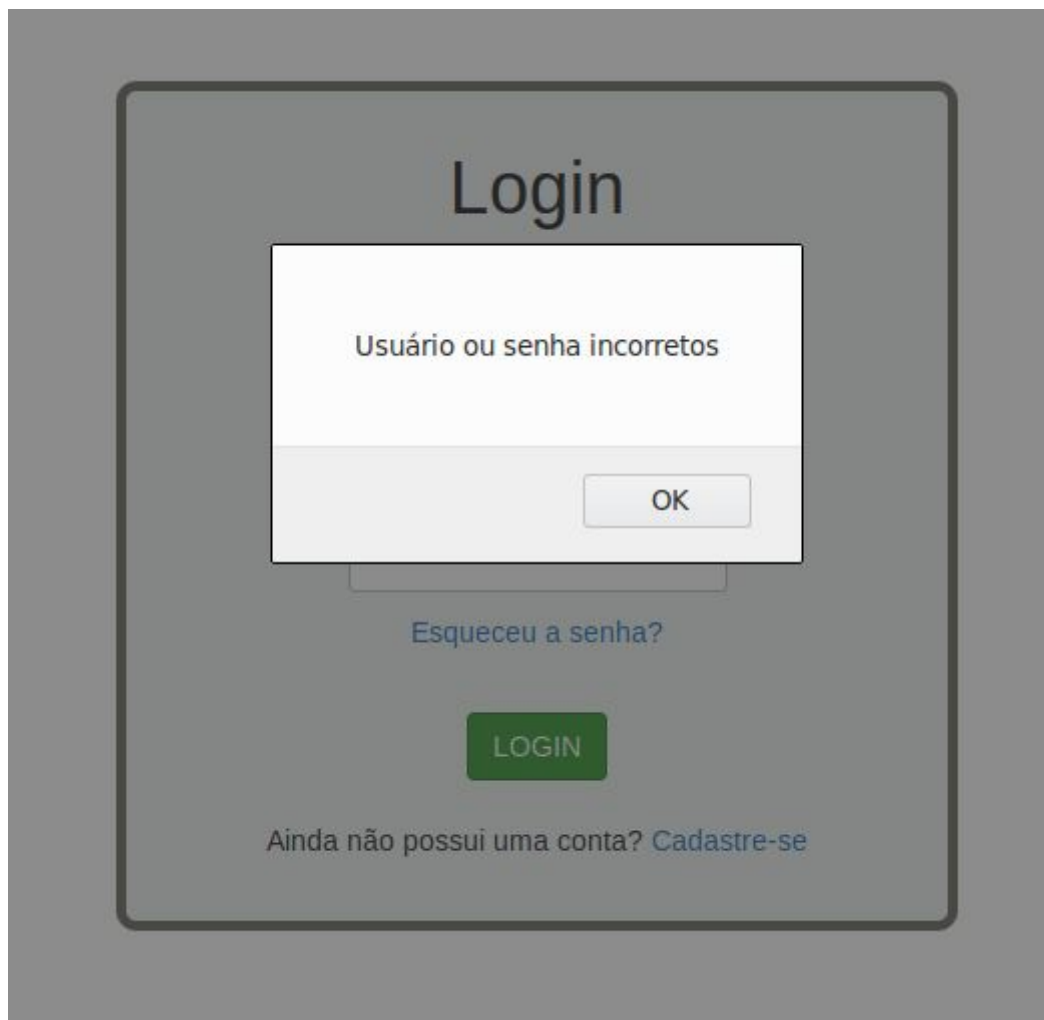 Login
Usuário ou senha incorretos
OK
Esqueceu a senha?
LOGIN
Ainda não possui uma conta? Cadastre-se